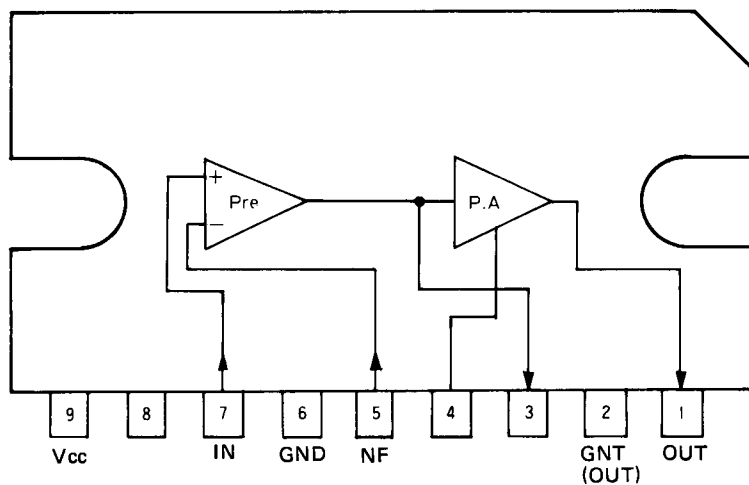 +
Pre
−
P.A
9 8 7 6 5 4 3 2 1
Vcc IN GND NF GNT OUT
(OUT)